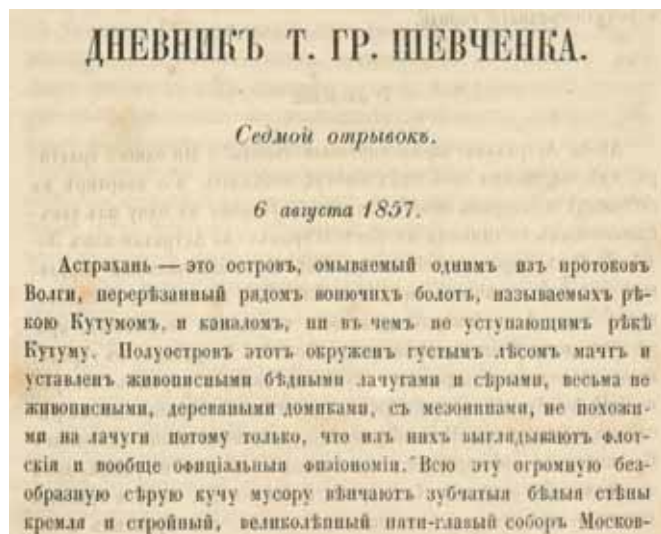 ДНЕВНИКЪ Т. ГР. ШЕВЧЕНКА.
Седмой отрывокъ.
6 августа 1857.
Астрахань — это островъ, омываемый однимъ изъ протоковъ
Волги, перерѣзанный рядомъ вонючихъ болотъ, называемыхъ рѣ-
кою Кутумомъ, и каналомъ, ни въ чемъ не уступающимъ рѣкѣ
Кутуму. Полуостровъ этотъ окруженъ густымъ лѣсомъ мачтъ и
уставленъ живописными бѣдными лачугами и сѣрыми, весьма не
живописными, деревяными домиками, съ мезонинами, не похожи-
ми на лачуги потому только, что изъ нихъ выглядываютъ флот-
скія и вообще официіальныя физіономіи. Всю эту огромную без-
образную сѣрую кучу мусору вѣнчаютъ зубчатыя бѣлыя стѣны
кремля и стройный, великолѣпный пяти-главый соборъ Москов-